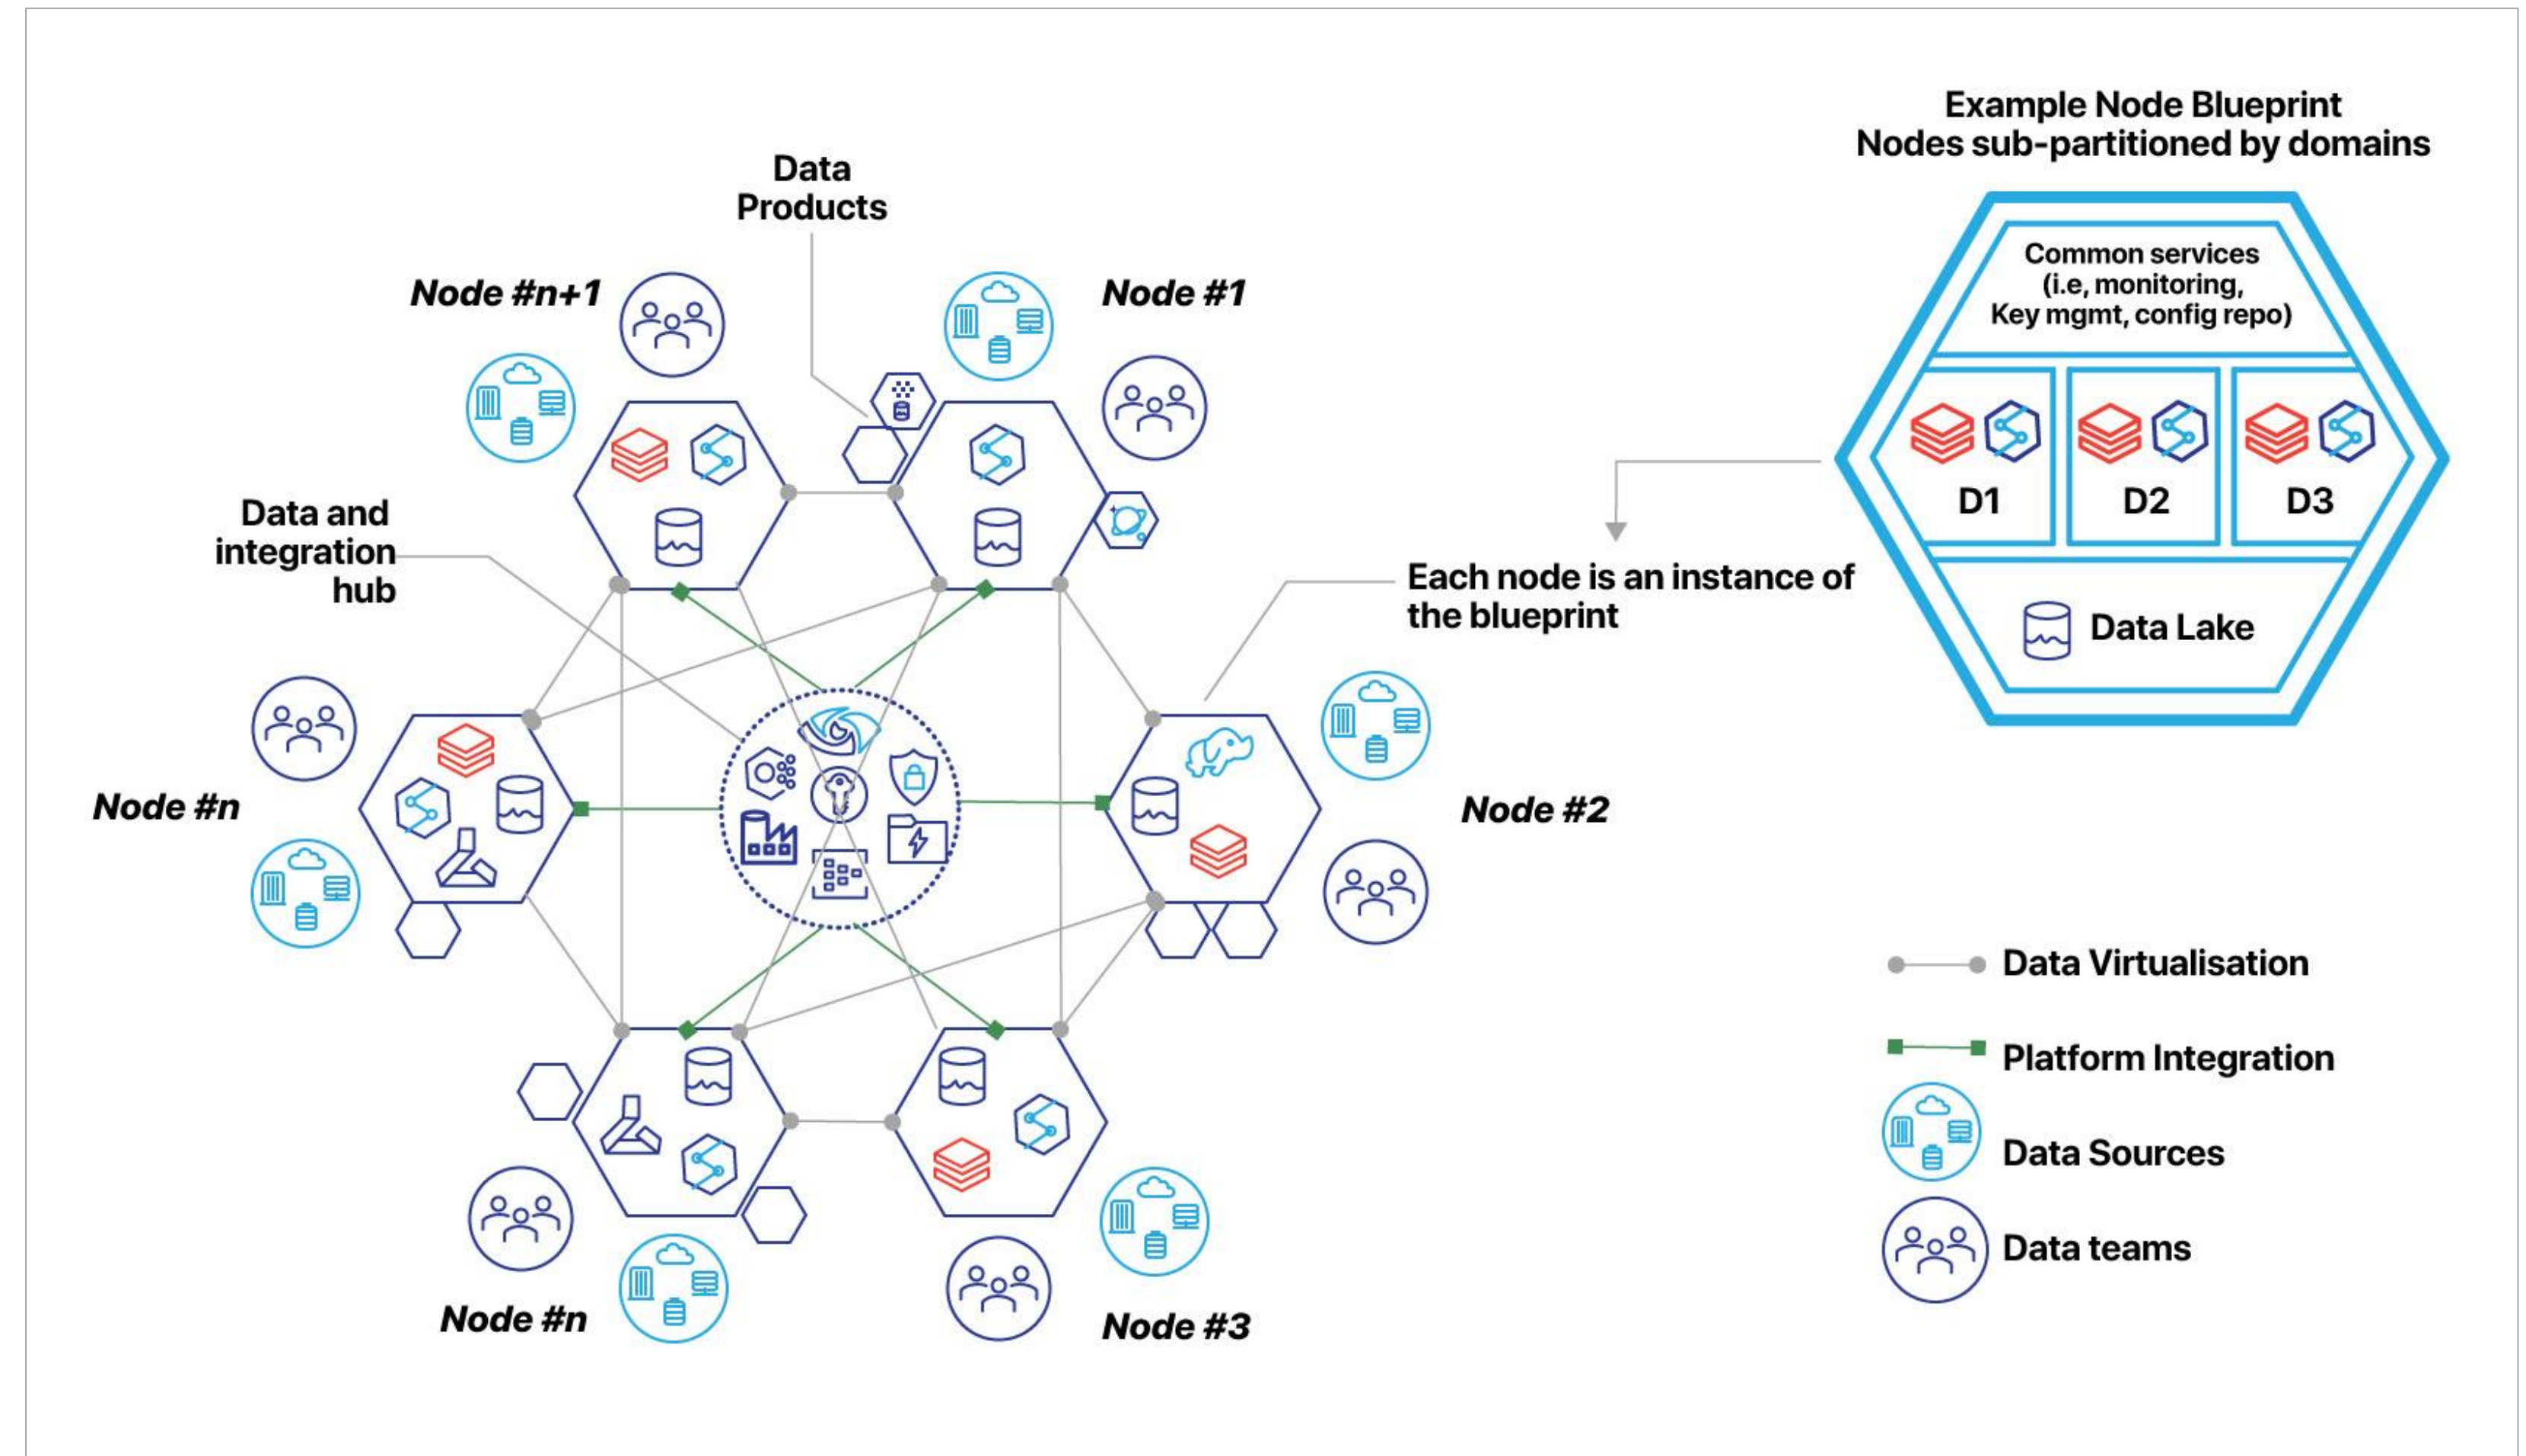 Example Node Blueprint
Nodes sub-partitioned by domains
Data
Products
Node #n+1
Node #1
Common services
(i.e, monitoring,
Key mgmt, config repo)
D1
D2
D3
Data Lake
Data and
integration
hub
Each node is an instance of
the blueprint
Node #n
Node #2
Data Virtualisation
Platform Integration
Data Sources
Data teams
Node #n
Node #3